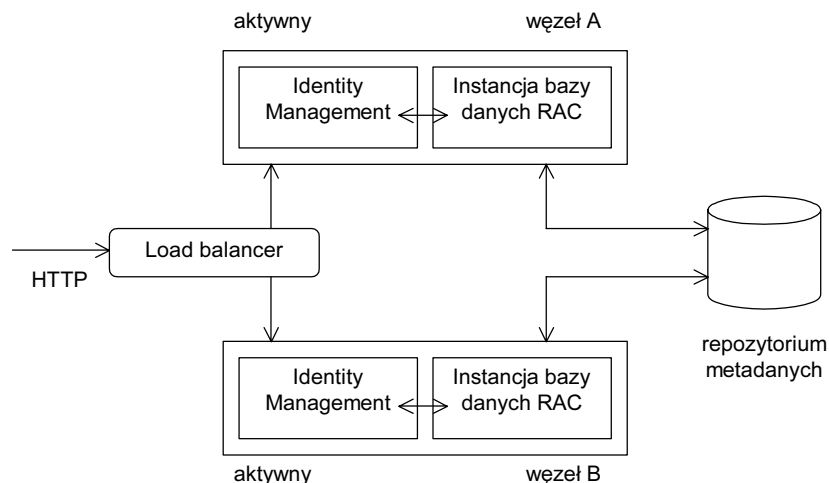 aktywny
węzeł A
Identity
Management
Instancja bazy
danych RAC
Load balancer
HTTP
repozytorium
metadanych
Identity
Management
Instancja bazy
danych RAC
aktywny
węzeł B